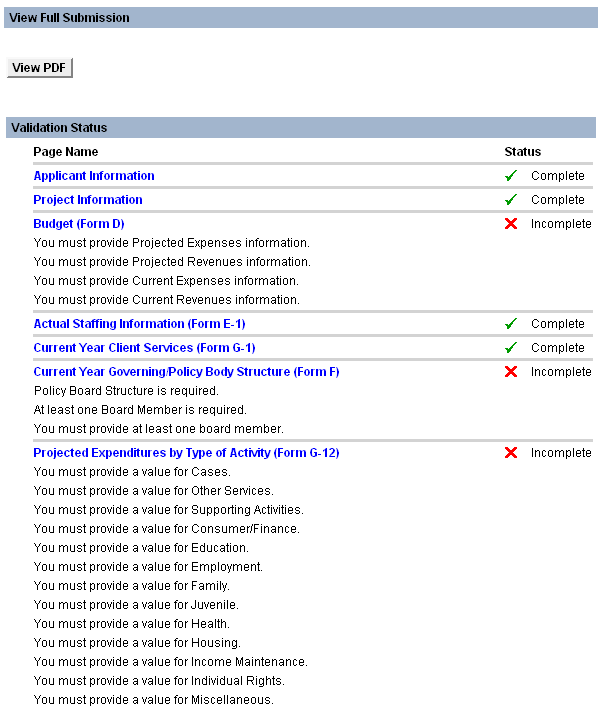 View Full Submission
View PDF
Validation Status
Page Name Status
Applicant Information Complete
Project Information Complete
Budget (Form D) Incomplete
You must provide Projected Expenses information.
You must provide Projected Revenues information.
You must provide Current Expenses information.
You must provide Current Revenues information.
Actual Staffing Information (Form E-1) Complete
Current Year Client Services (Form G-1) Complete
Current Year Governing/Policy Body Structure (Form F) Incomplete
Policy Board Structure is required.
At least one Board Member is required.
You must provide at least one board member.
Projected Expenditures by Type of Activity (Form G-12) Incomplete
You must provide a value for Cases.
You must provide a value for Other Services.
You must provide a value for Supporting Activities.
You must provide a value for Consumer/Finance.
You must provide a value for Education.
You must provide a value for Employment.
You must provide a value for Family.
You must provide a value for Juvenile.
You must provide a value for Health.
You must provide a value for Housing.
You must provide a value for Income Maintenance.
You must provide a value for Individual Rights.
You must provide a value for Miscellaneous.